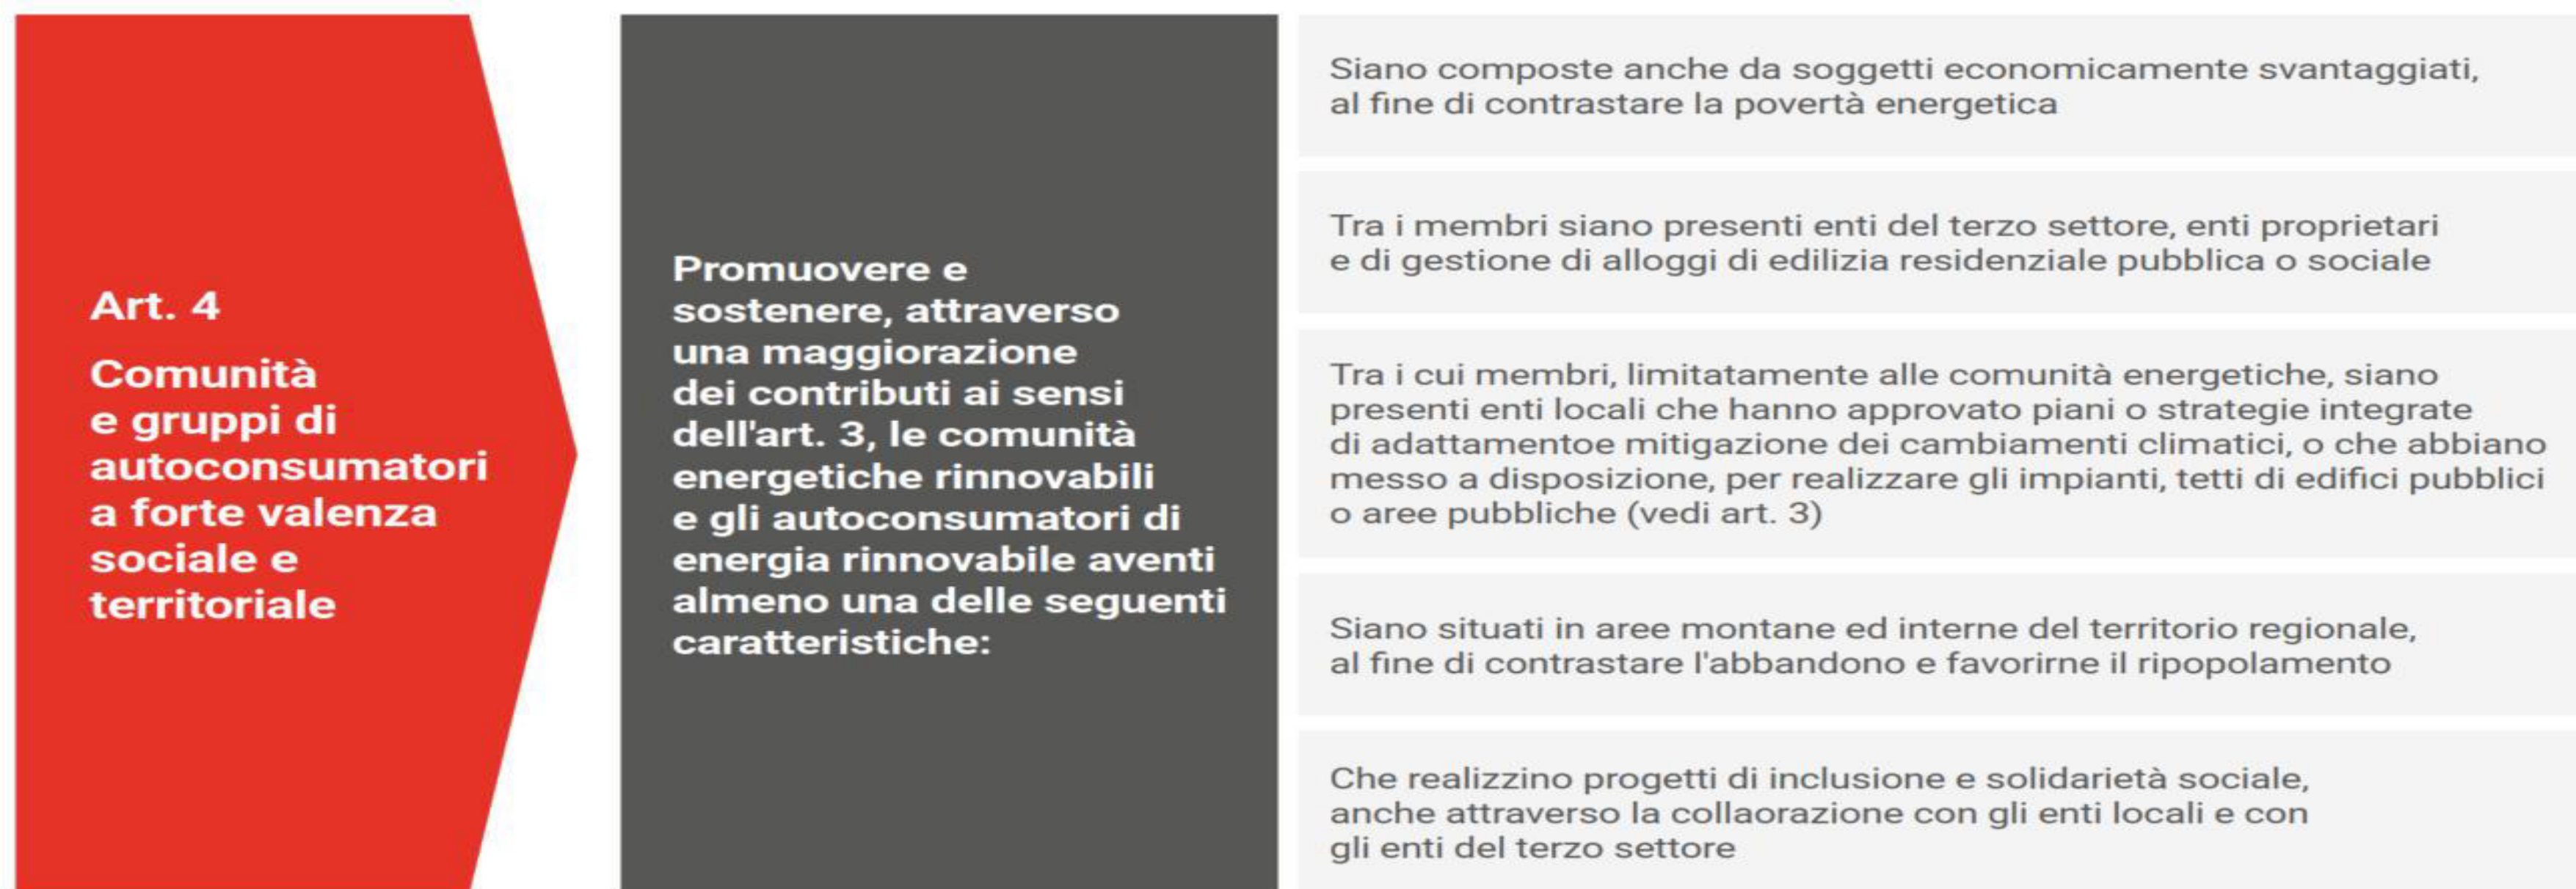 Art. 4
Comunità
e gruppi di
autoconsumatori
a forte valenza
sociale e
territoriale
Promuovere e
sostenere, attraverso
una maggiorazione
dei contributi ai sensi
dell'art. 3, le comunità
energetiche rinnovabili
e gli autoconsumatori di
energia rinnovabile aventi
almeno una delle seguenti
caratteristiche:
Siano composte anche da soggetti economicamente svantaggiati,
al fine di contrastare la povertà energetica
Tra i membri siano presenti enti del terzo settore, enti proprietari
e di gestione di alloggi di edilizia residenziale pubblica o sociale
Tra i cui membri, limitatamente alle comunità energetiche, siano
presenti enti locali che hanno approvato piani o strategie integrate
di adattamentoe mitigazione dei cambiamenti climatici, o che abbiano
messo a disposizione, per realizzare gli impianti, tetti di edifici pubblici
o aree pubbliche (vedi art. 3)
Siano situati in aree montane ed interne del territorio regionale,
al fine di contrastare l'abbandono e favorirne il ripopolamento
Che realizzino progetti di inclusione e solidarietà sociale,
anche attraverso la collaorazione con gli enti locali e con
gli enti del terzo settore